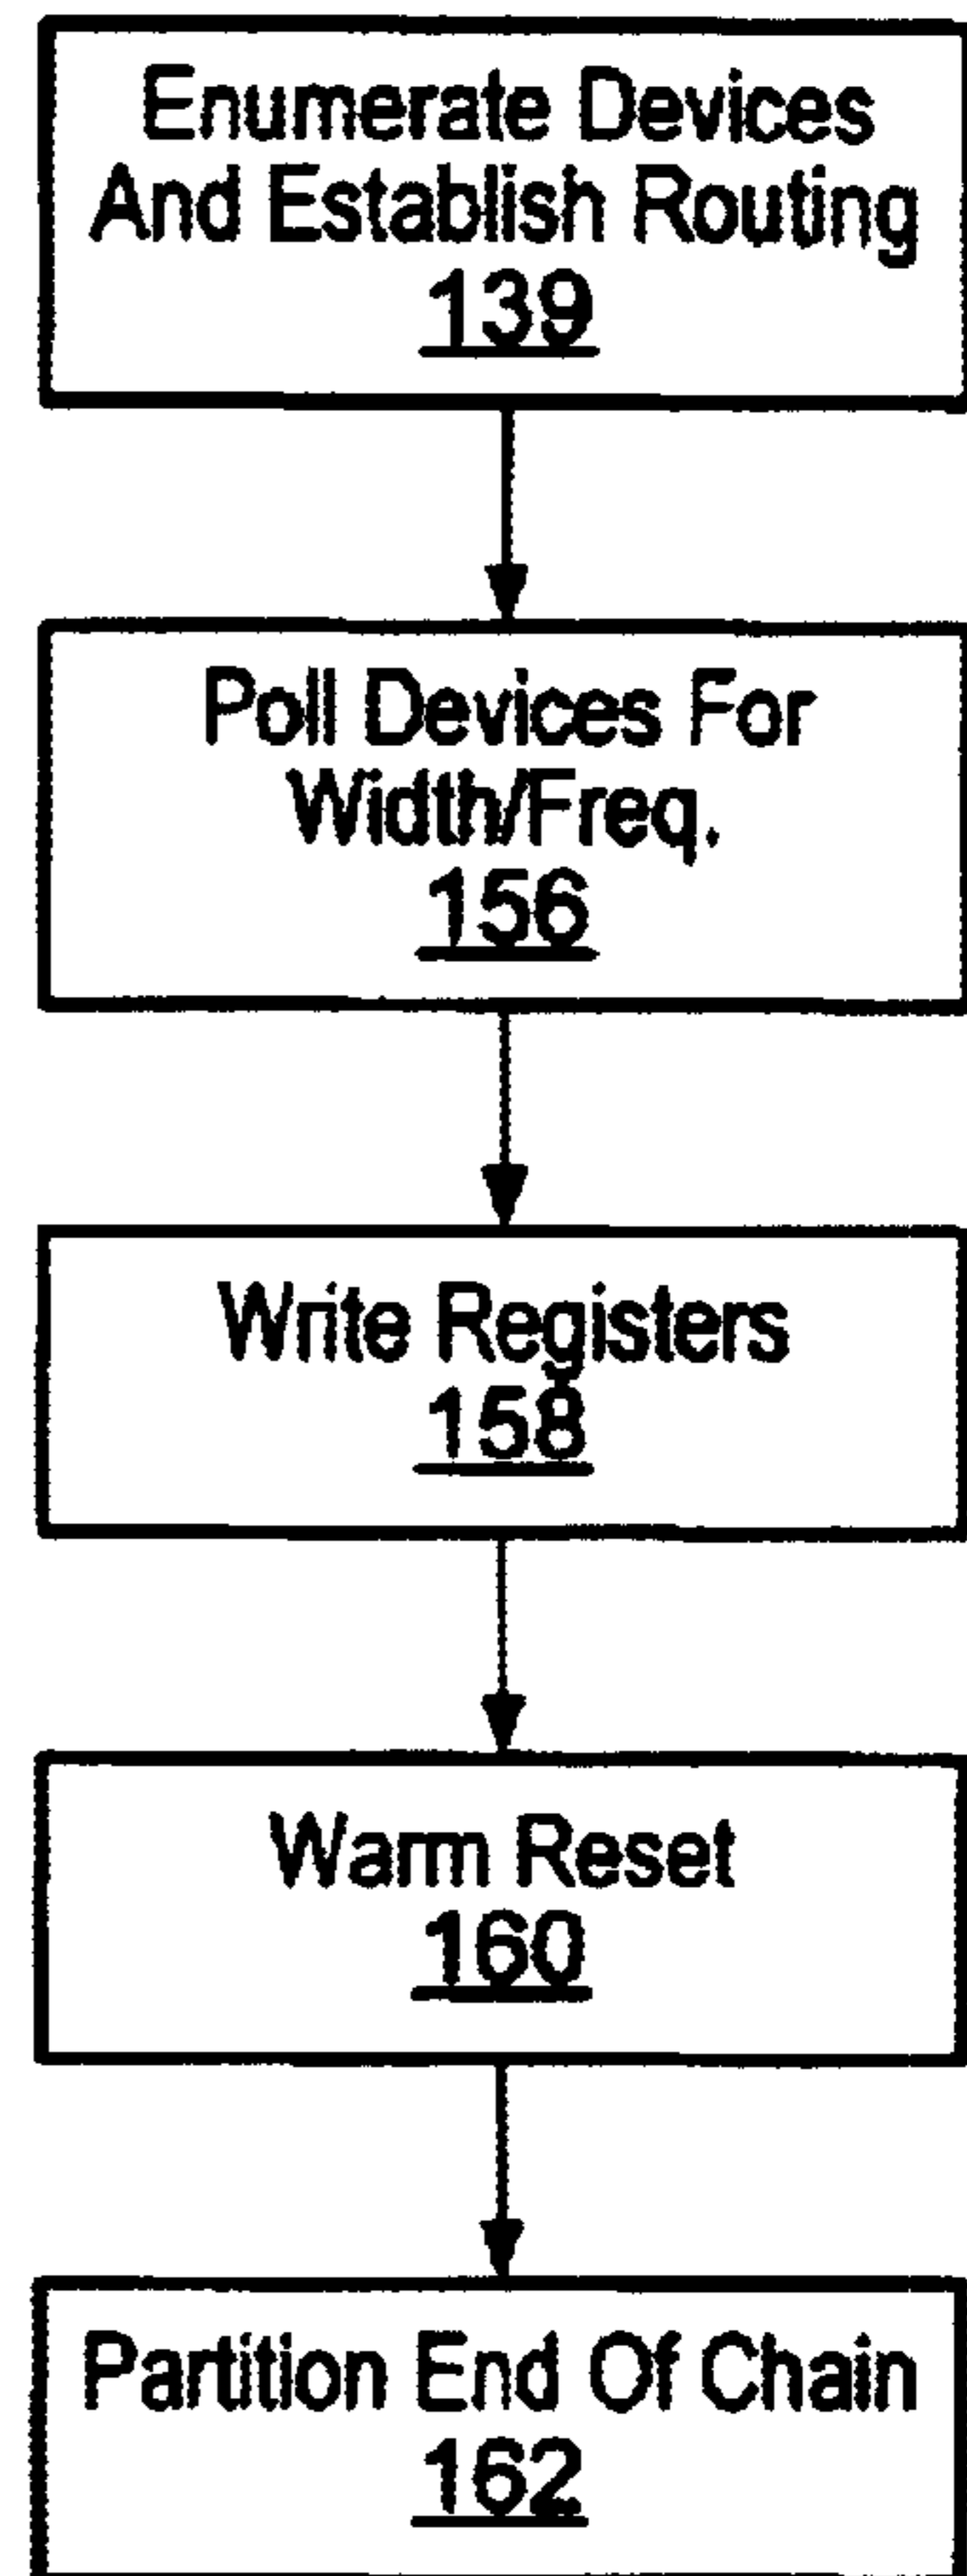 Enumerate Devices
And Establish Routing
139
Poll Devices For
Width/Freq.
156
Write Registers
158
Warm Reset
160
Partition End Of Chain
162